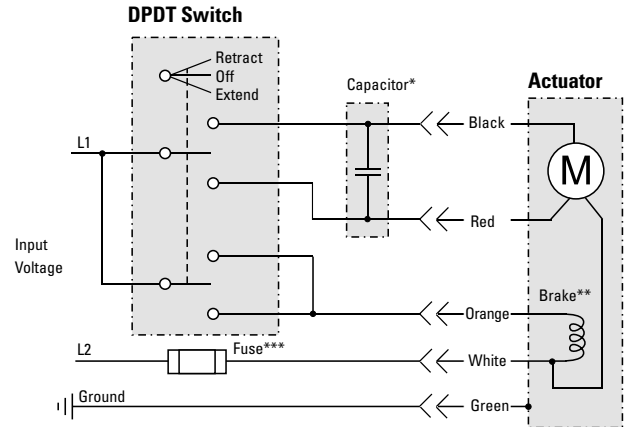 DPDT Switch
Retract
Off
Extend
Capacitor*
Actuator
L1
Black
M
Red
Input
Voltage
Brake**
Orange
L2
Fuse***
White
Ground
Green